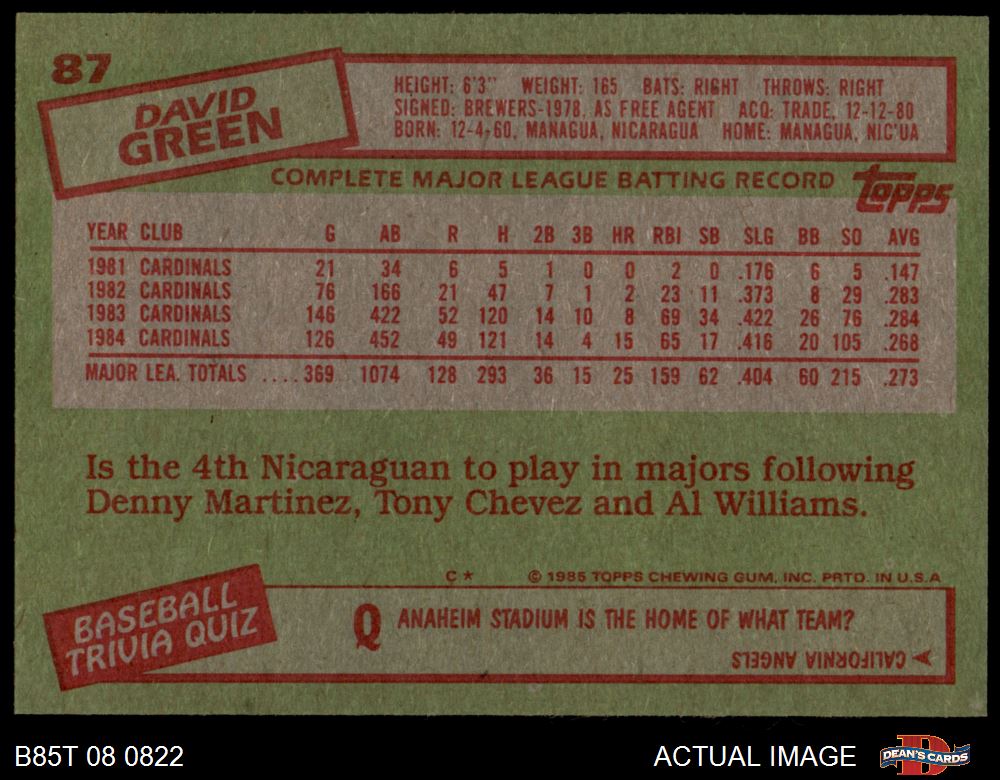 87
DAVID
GREEN
HEIGHT: 6'3" WEIGHT: 165 BATS: RIGHT THROWS: RIGHT
SIGNED: BREWERS-1978, AS FREE AGENT ACQ: TRADE, 12-12-80
BORN: 12-4-60, MANAGUA, NICARAGUA HOME: MANAGUA, NIC'UA
COMPLETE MAJOR LEAGUE BATTING RECORD
topps
YEAR CLUB G AB R H 2B 3B HR RBI SB SLG BB SO AVG
1981 CARDINALS 21 34 6 5 1 0 0 2 0 .176 6 5 .147
1982 CARDINALS 76 166 21 47 7 1 2 23 11 .373 8 29 .283
1983 CARDINALS 146 422 52 120 14 10 8 69 34 .422 26 76 .284
1984 CARDINALS 126 452 49 121 14 4 15 65 17 .416 20 105 .268
MAJOR LEA. TOTALS ....369 1074 128 293 36 15 25 159 62 .404 60 215 .273
Is the 4th Nicaraguan to play in majors following
Denny Martinez, Tony Chevez and Al Williams.
C★ © 1985 TOPPS CHEWING GUM, INC. PRTD. IN U.S.A
BASEBALL
TRIVIA QUIZ
Q ANAHEIM STADIUM IS THE HOME OF WHAT TEAM?
CALIFORNIA ANGELS
B85T 08 0822
ACTUAL IMAGE
DEAN'S CARDS